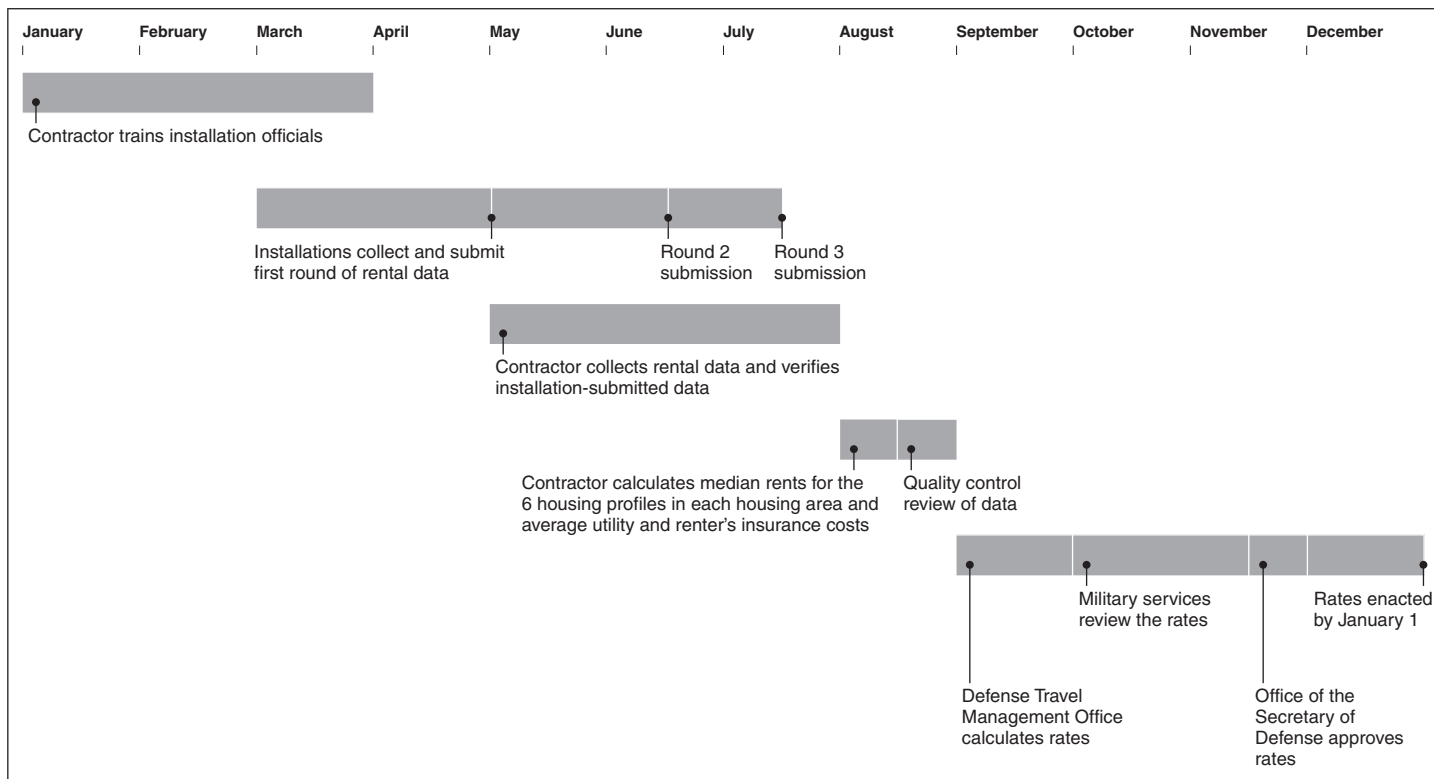 January February March April May June July August September October November December
Contractor trains installation officials
Installations collect and submit
first round of rental data
Round 2
submission
Round 3
submission
Contractor collects rental data and verifies
installation-submitted data
Contractor calculates median rents for the
6 housing profiles in each housing area and
average utility and renter’s insurance costs
Quality control
review of data
Military services
review the rates
Rates enacted
by January 1
Defense Travel
Management Office
calculates rates
Office of the
Secretary of
Defense approves
rates